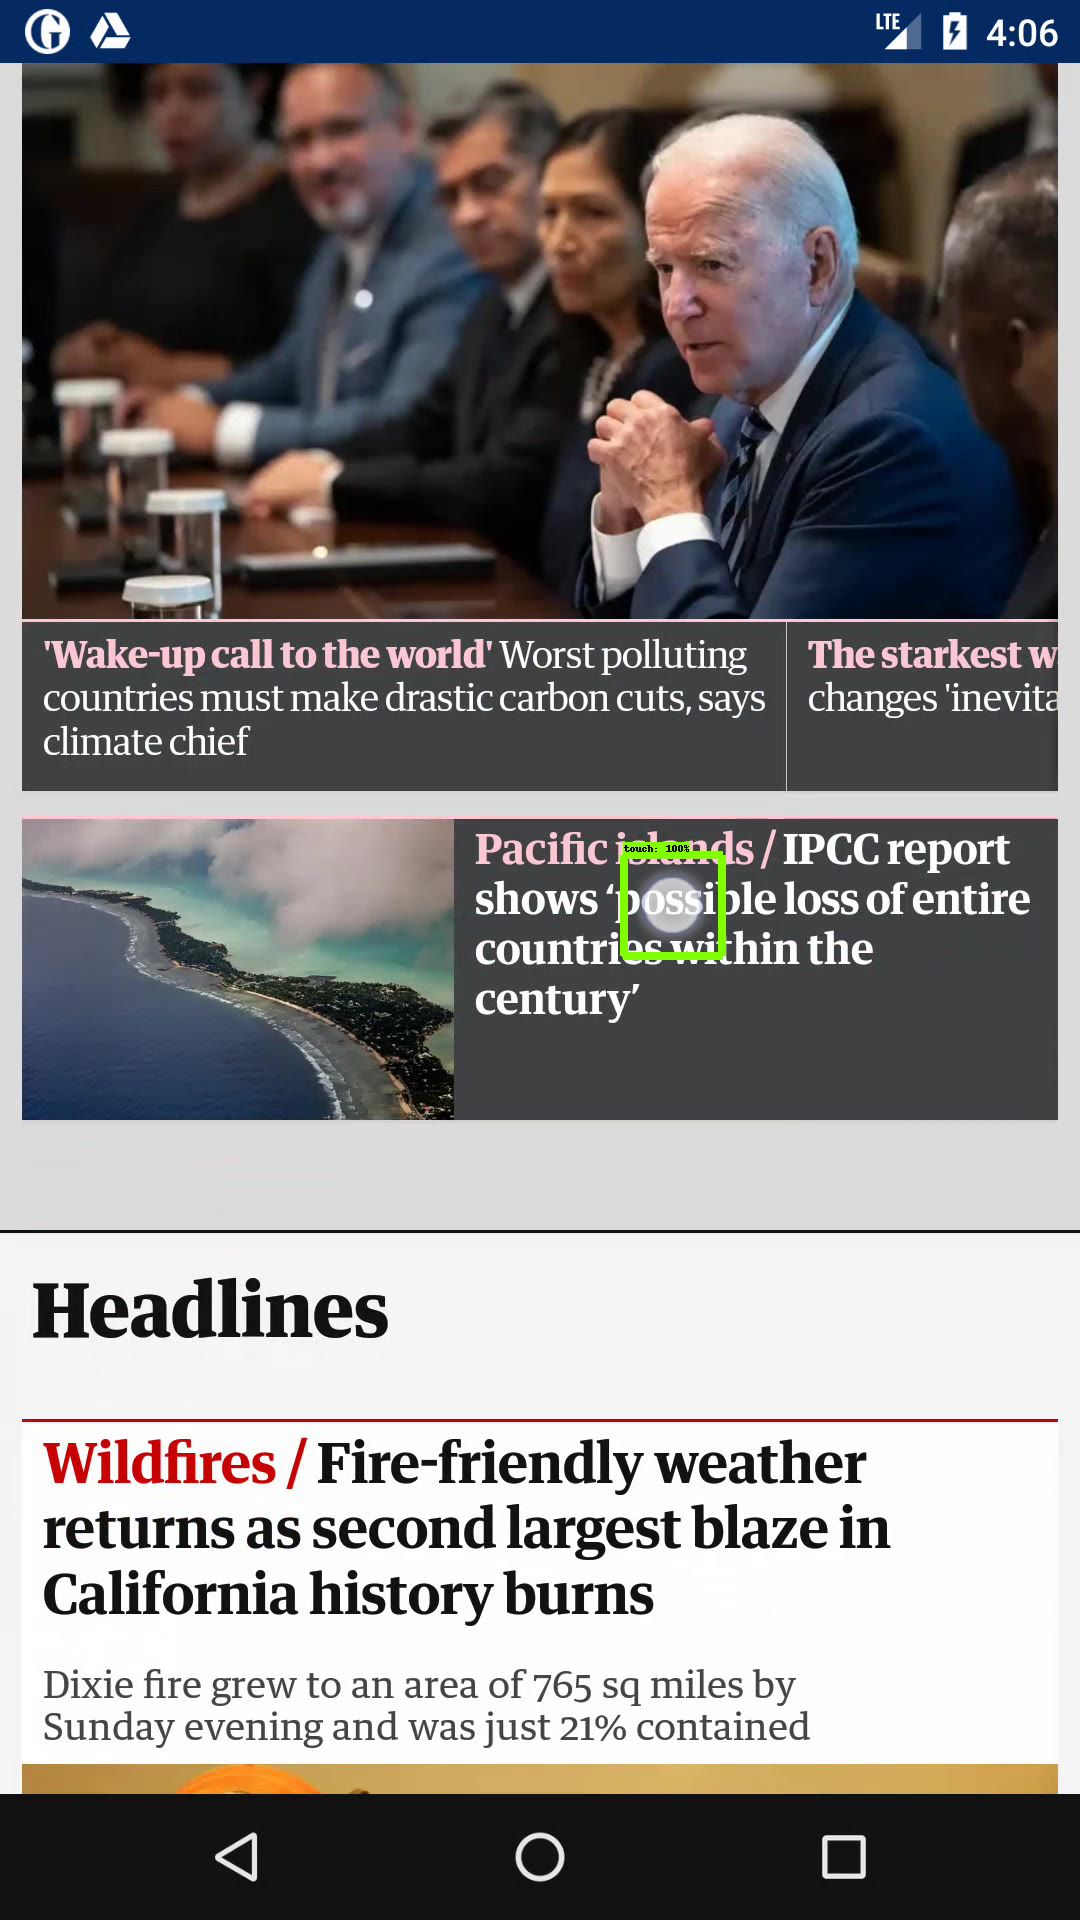 LTE 4:06
'Wake-up call to the world' Worst polluting
countries must make drastic carbon cuts, says
climate chief
The starkest w
changes 'inevita
Pacific islands / IPCC report
touch: 100%
shows ‘possible loss of entire
countries within the
century’
Headlines
Wildfires / Fire-friendly weather
returns as second largest blaze in
California history burns
Dixie fire grew to an area of 765 sq miles by
Sunday evening and was just 21% contained